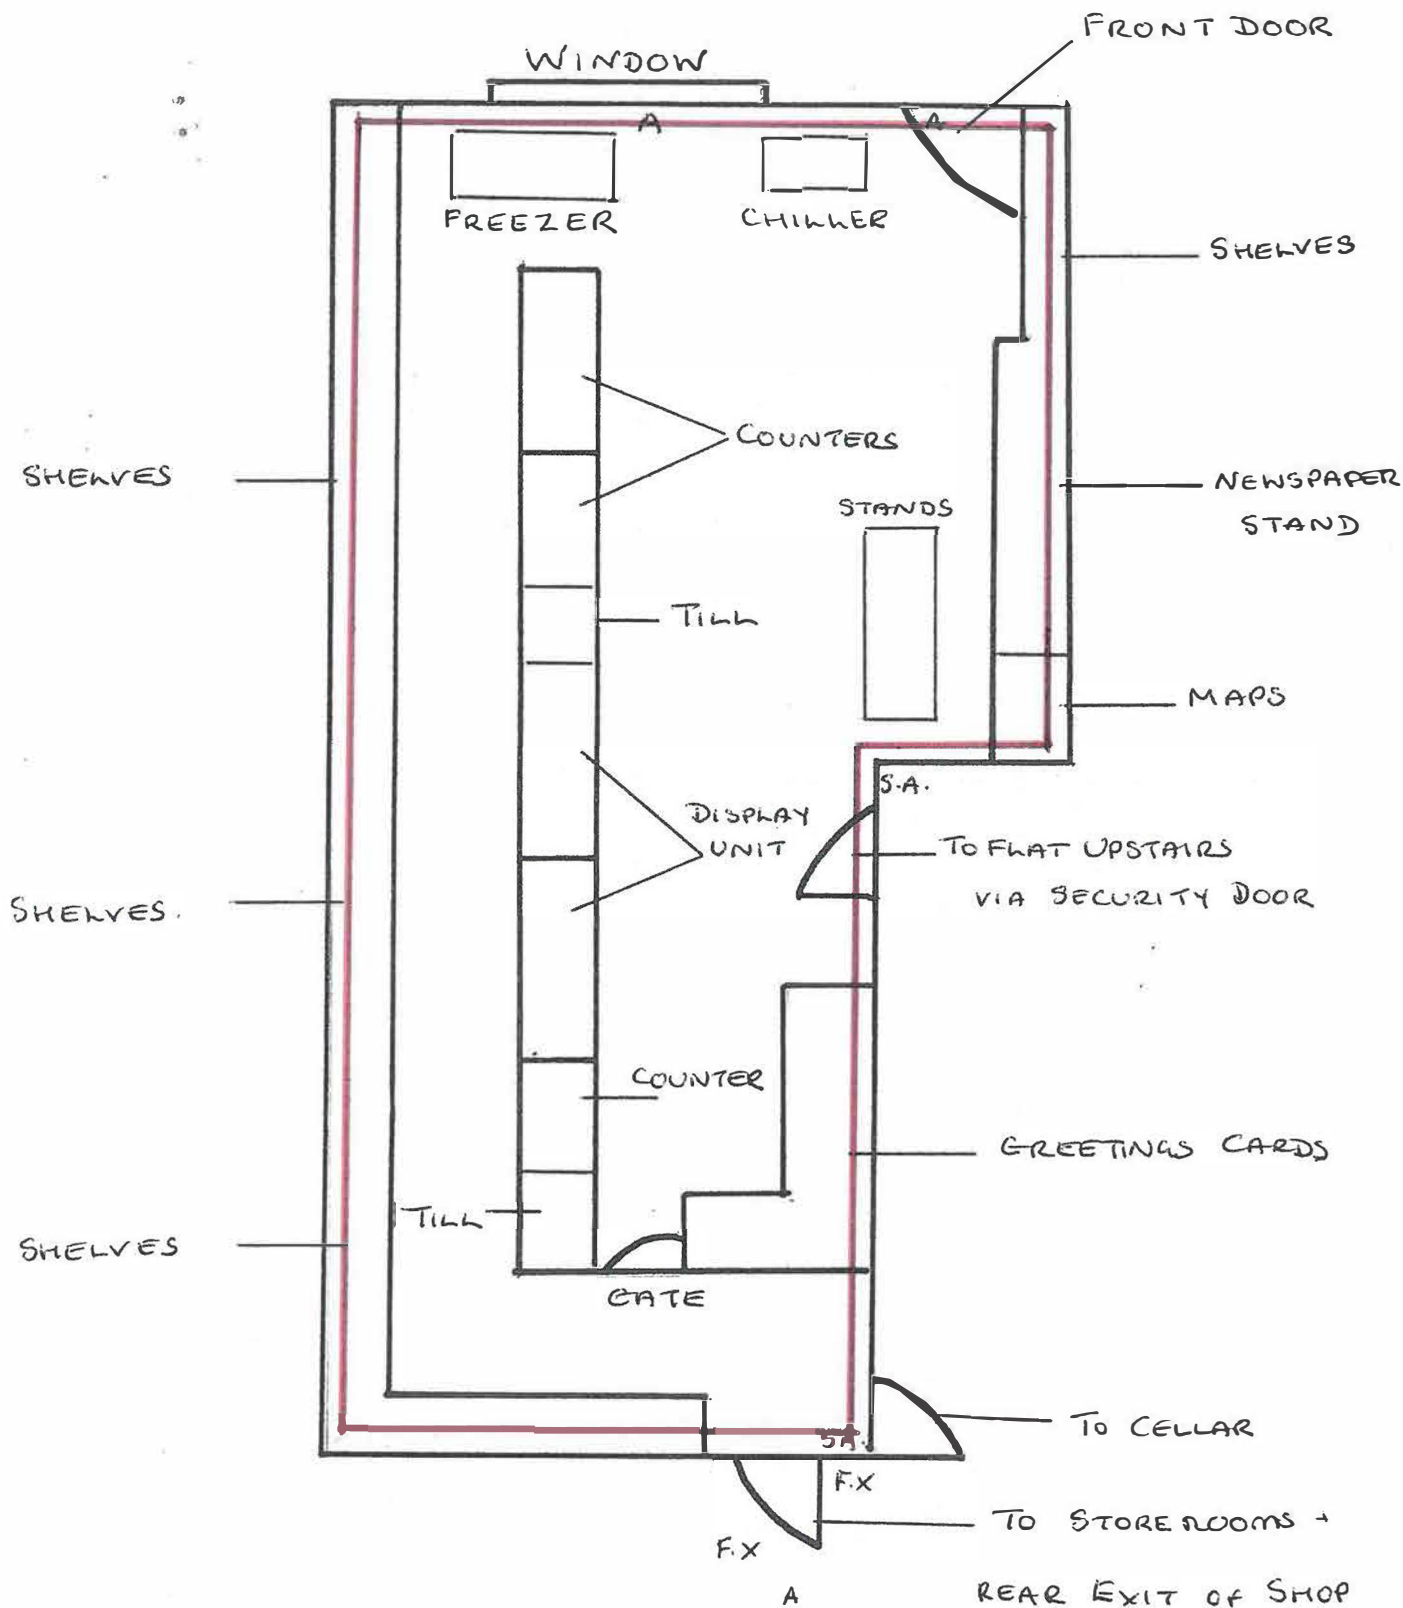 FRONT DOOR
WINDOW
A
A
FREEZER
CHILLER
SHELVES
COUNTERS
SHELVES
NEWSPAPER
STAND
STANDS
TILL
MAPS
S.A.
DISPLAY
UNIT
TO FLAT UPSTAIRS
VIA SECURITY DOOR
SHELVES.
COUNTER
GREETINGS CARDS
TILL
SHELVES
GATE
TO CELLAR
S.A.
F.X
TO STOREROOMS +
F.X
A
REAR EXIT OF SHOP